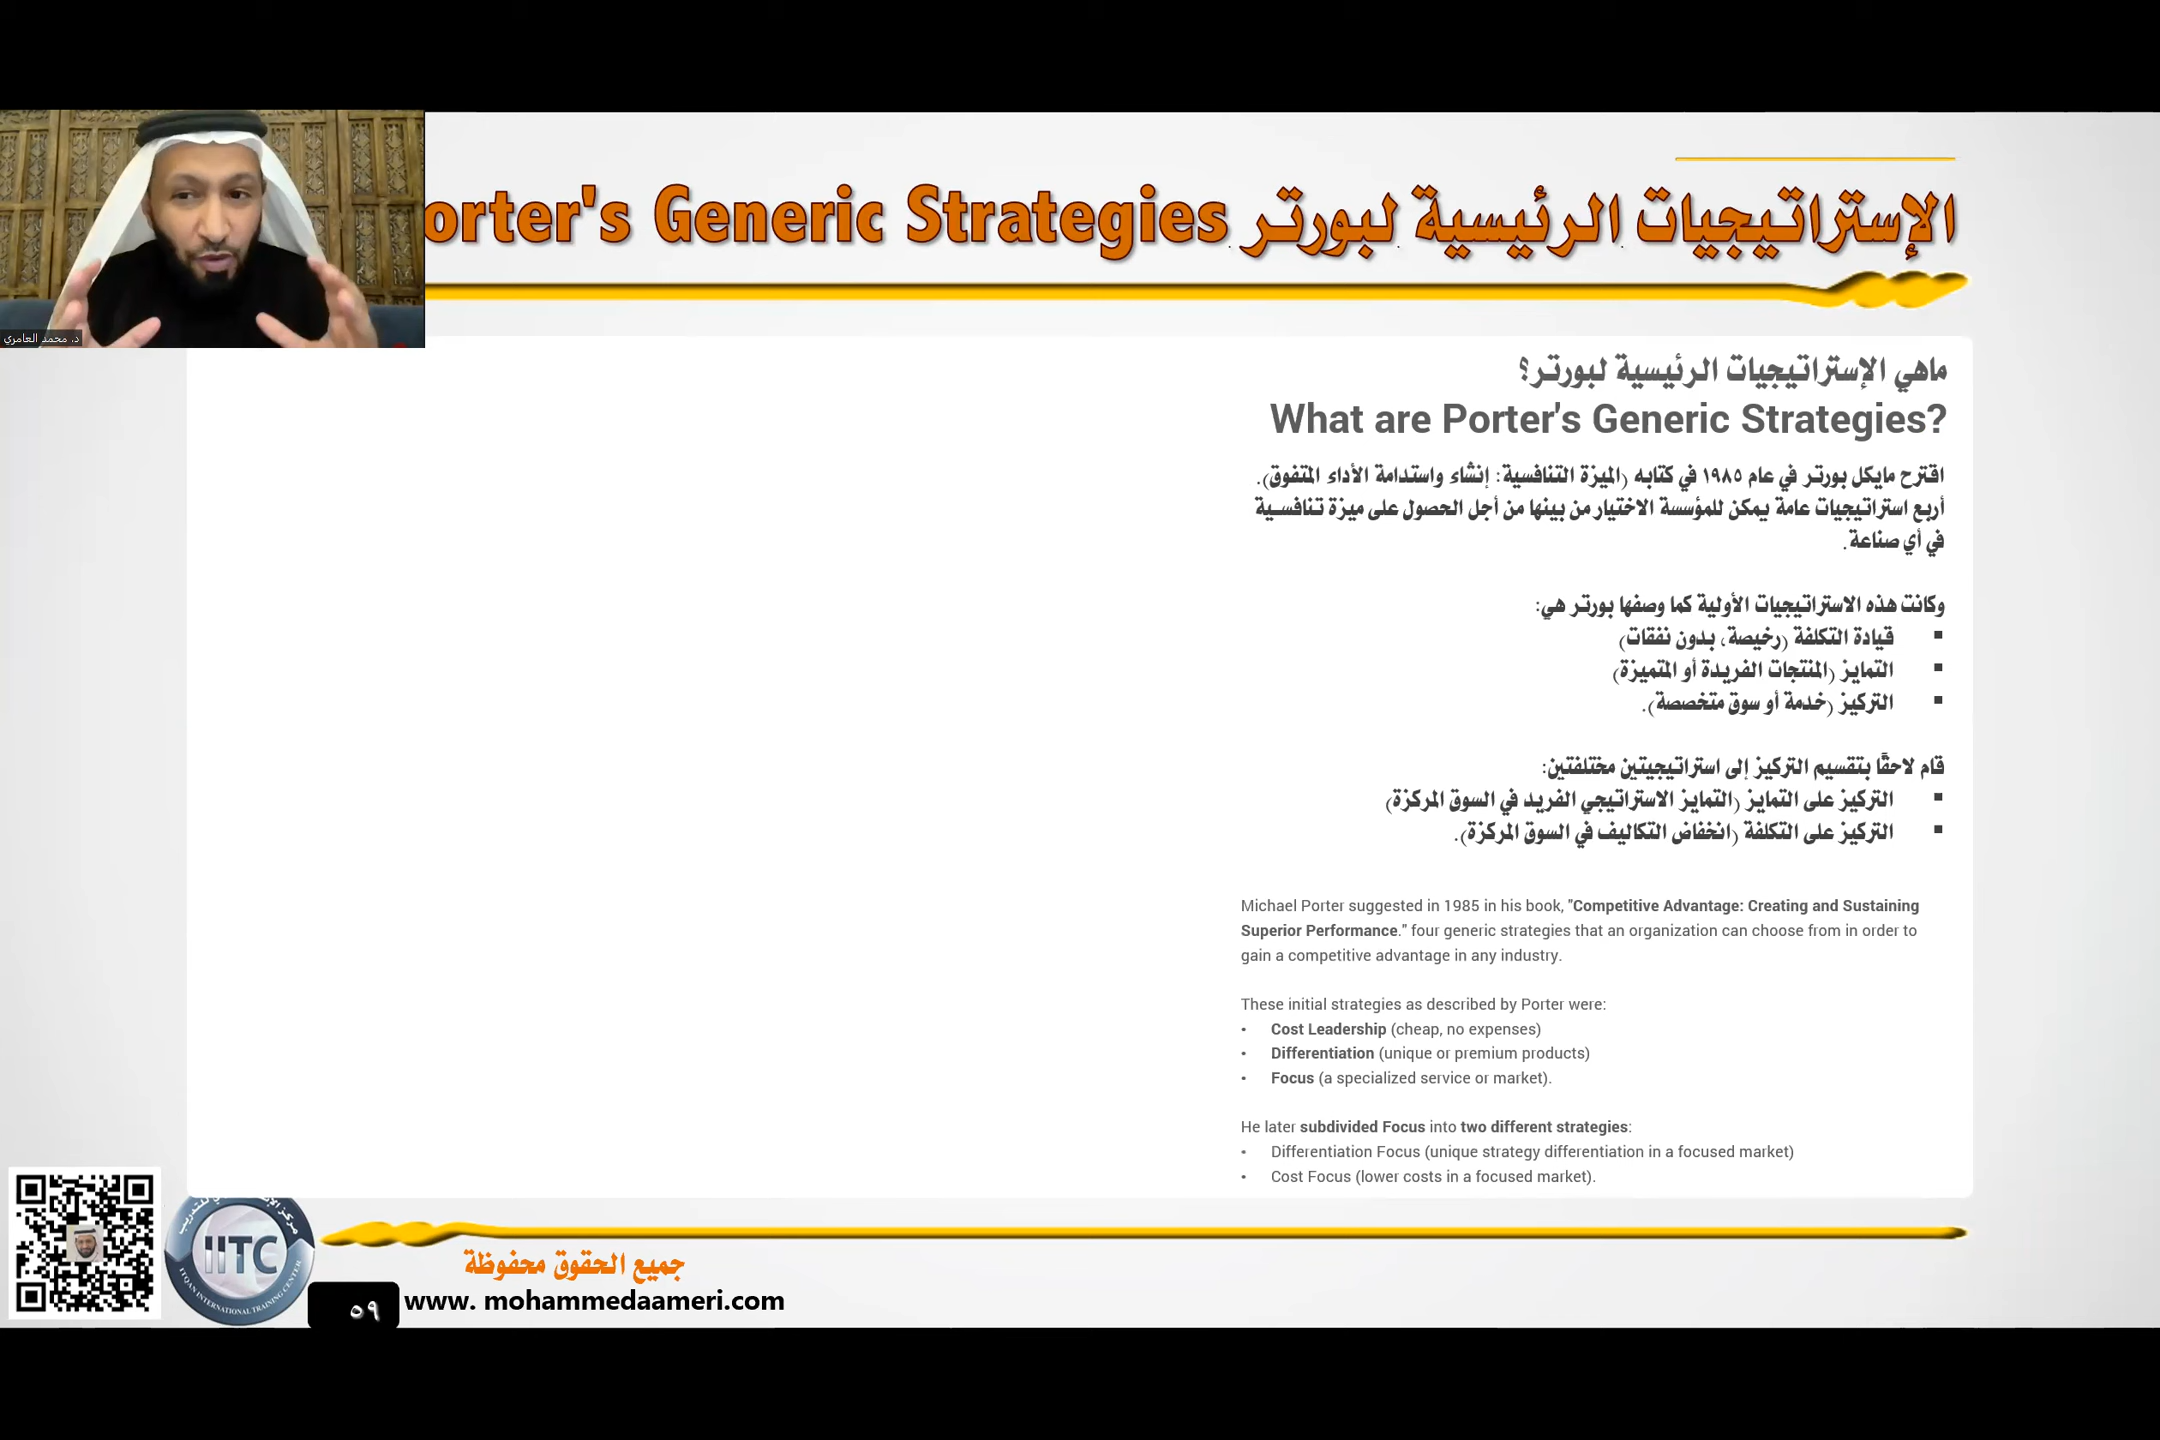 الإستراتيجيات الرئيسية لبورتر orter's Generic Strategies
د. محمد العامري
ماهي الإستراتيجيات الرئيسية لبورتر؟
What are Porter's Generic Strategies?
اقترح مايكل بورتر في عام ١٩٨٥ في كتابه (الميزة التنافسية: إنشاء واستدامة الأداء المتفوق).
أربع استراتيجيات عامة يمكن للمؤسسة الاختيار من بينها من أجل الحصول على ميزة تنافسية
في أي صناعة.
وكانت هذه الاستراتيجيات الأولية كما وصفها بورتر هي:
▪ قيادة التكلفة (رخيصة، بدون نفقات)
▪ التمايز (المنتجات الفريدة أو المتميزة)
▪ التركيز (خدمة أو سوق متخصصة).
قام لاحقًا بتقسيم التركيز إلى استراتيجيتين مختلفتين:
▪ التركيز على التمايز (التمايز الاستراتيجي الفريد في السوق المركزة)
▪ التركيز على التكلفة (انخفاض التكاليف في السوق المركزة).
Michael Porter suggested in 1985 in his book, "Competitive Advantage: Creating and Sustaining
Superior Performance." four generic strategies that an organization can choose from in order to
gain a competitive advantage in any industry.
These initial strategies as described by Porter were:
• Cost Leadership (cheap, no expenses)
• Differentiation (unique or premium products)
• Focus (a specialized service or market).
He later subdivided Focus into two different strategies:
• Differentiation Focus (unique strategy differentiation in a focused market)
• Cost Focus (lower costs in a focused market).
IITC
ITQAN INTERNATIONAL TRAINING CENTER
جميع الحقوق محفوظة
٥٩
www. mohammedaameri.com